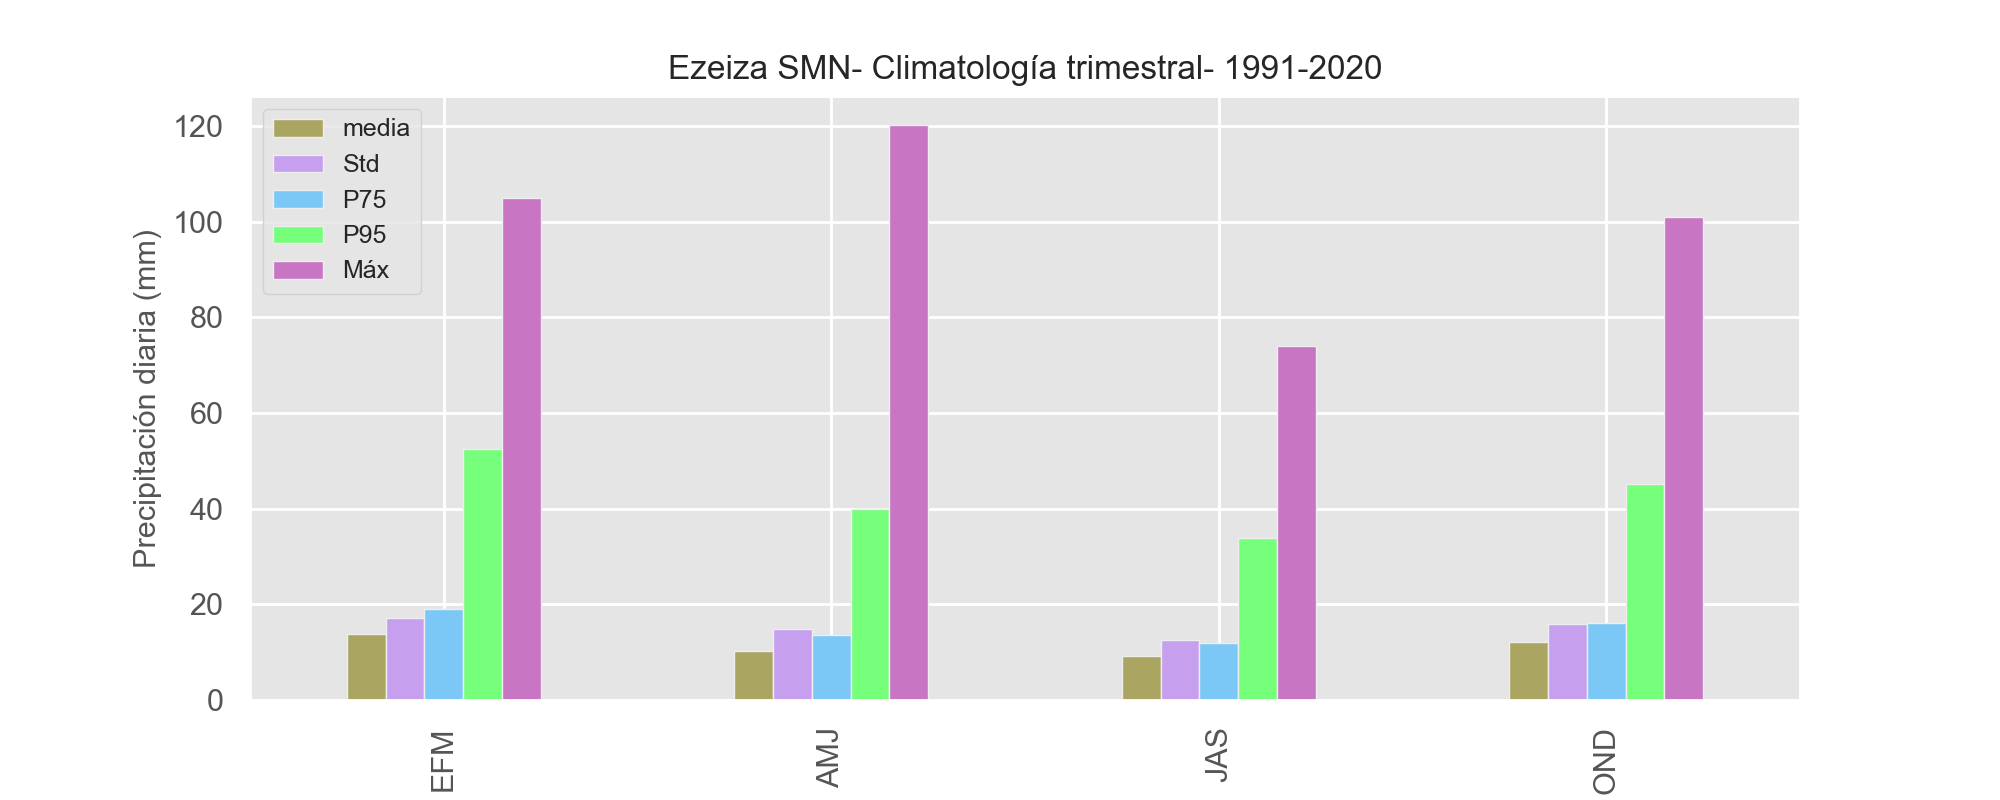 Ezeiza SMN- Climatología trimestral- 1991-2020
media
Std
P75
P95
Máx
Precipitación diaria (mm)
120
100
80
60
40
20
0
EFM
AMJ
JAS
OND